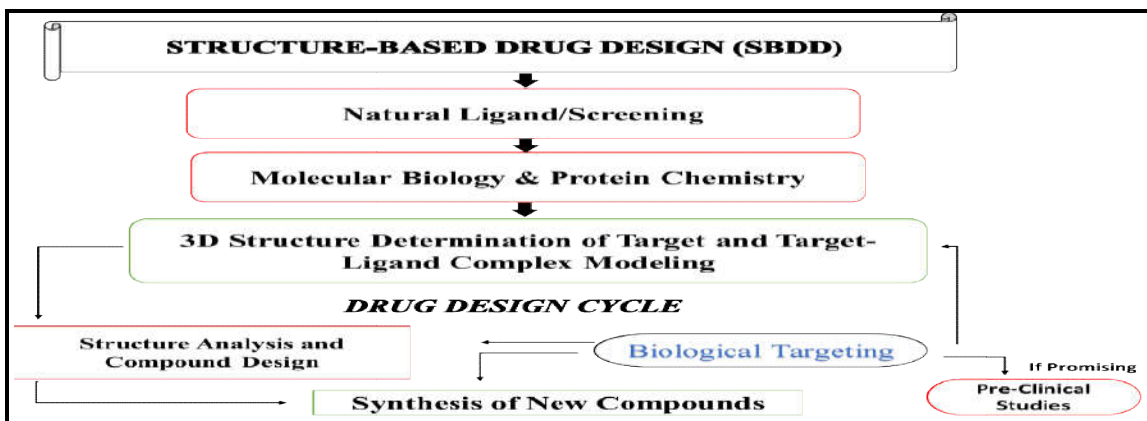 STRUCTURE-BASED DRUG DESIGN (SBDD)
Natural Ligand/Screening
Molecular Biology & Protein Chemistry
3D Structure Determination of Target and Target-
Ligand Complex Modeling
DRUG DESIGN CYCLE
Structure Analysis and
Compound Design
Biological Targeting
If Promising
Pre-Clinical
Studies
Synthesis of New Compounds